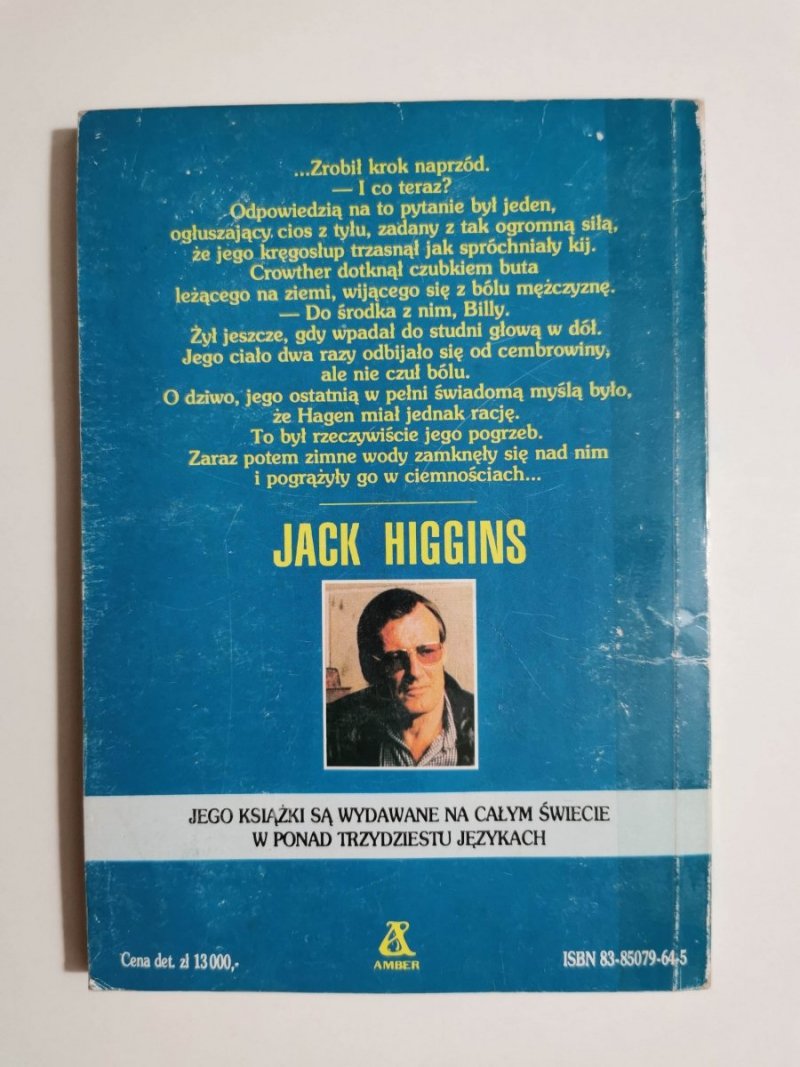 ...Zrobił krok naprzód.
— I co teraz?
Odpowiedzią na to pytanie był jeden,
ogłuszający cios z tyłu, zadany z tak ogromną siłą,
że jego kręgosłup trzasnął jak spróchniały kij.
Crowther dotknął czubkiem buta
leżącego na ziemi, wijącego się z bólu mężczyznę.
— Do środka z nim, Billy.
Żył jeszcze, gdy wpadał do studni głową w dół.
Jego ciało dwa razy odbijało się od cembrowiny,
ale nie czuł bólu.
O dziwo, jego ostatnią w pełni świadomą myślą było,
że Hagen miał jednak rację.
To był rzeczywiście jego pogrzeb.
Zaraz potem zimne wody zamknęły się nad nim
i pogrążyły go w ciemnościach...
JACK HIGGINS
JEGO KSIĄŻKI SĄ WYDAWANE NA CAŁYM ŚWIECIE
W PONAD TRZYDZIESTU JĘZYKACH
Cena det. zł 13 000,-
AMBER
ISBN 83-85079-64-5